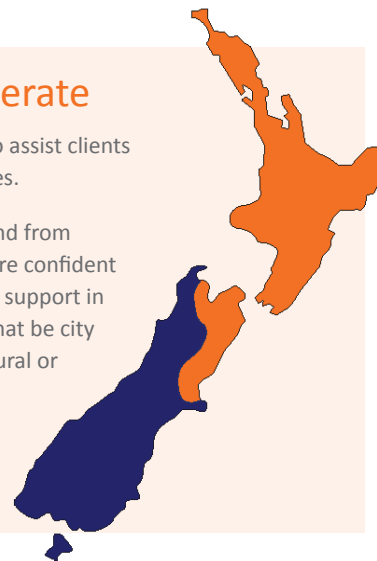 erate
assist clients
es.
nd from
re confident
support in
hat be city
ural or